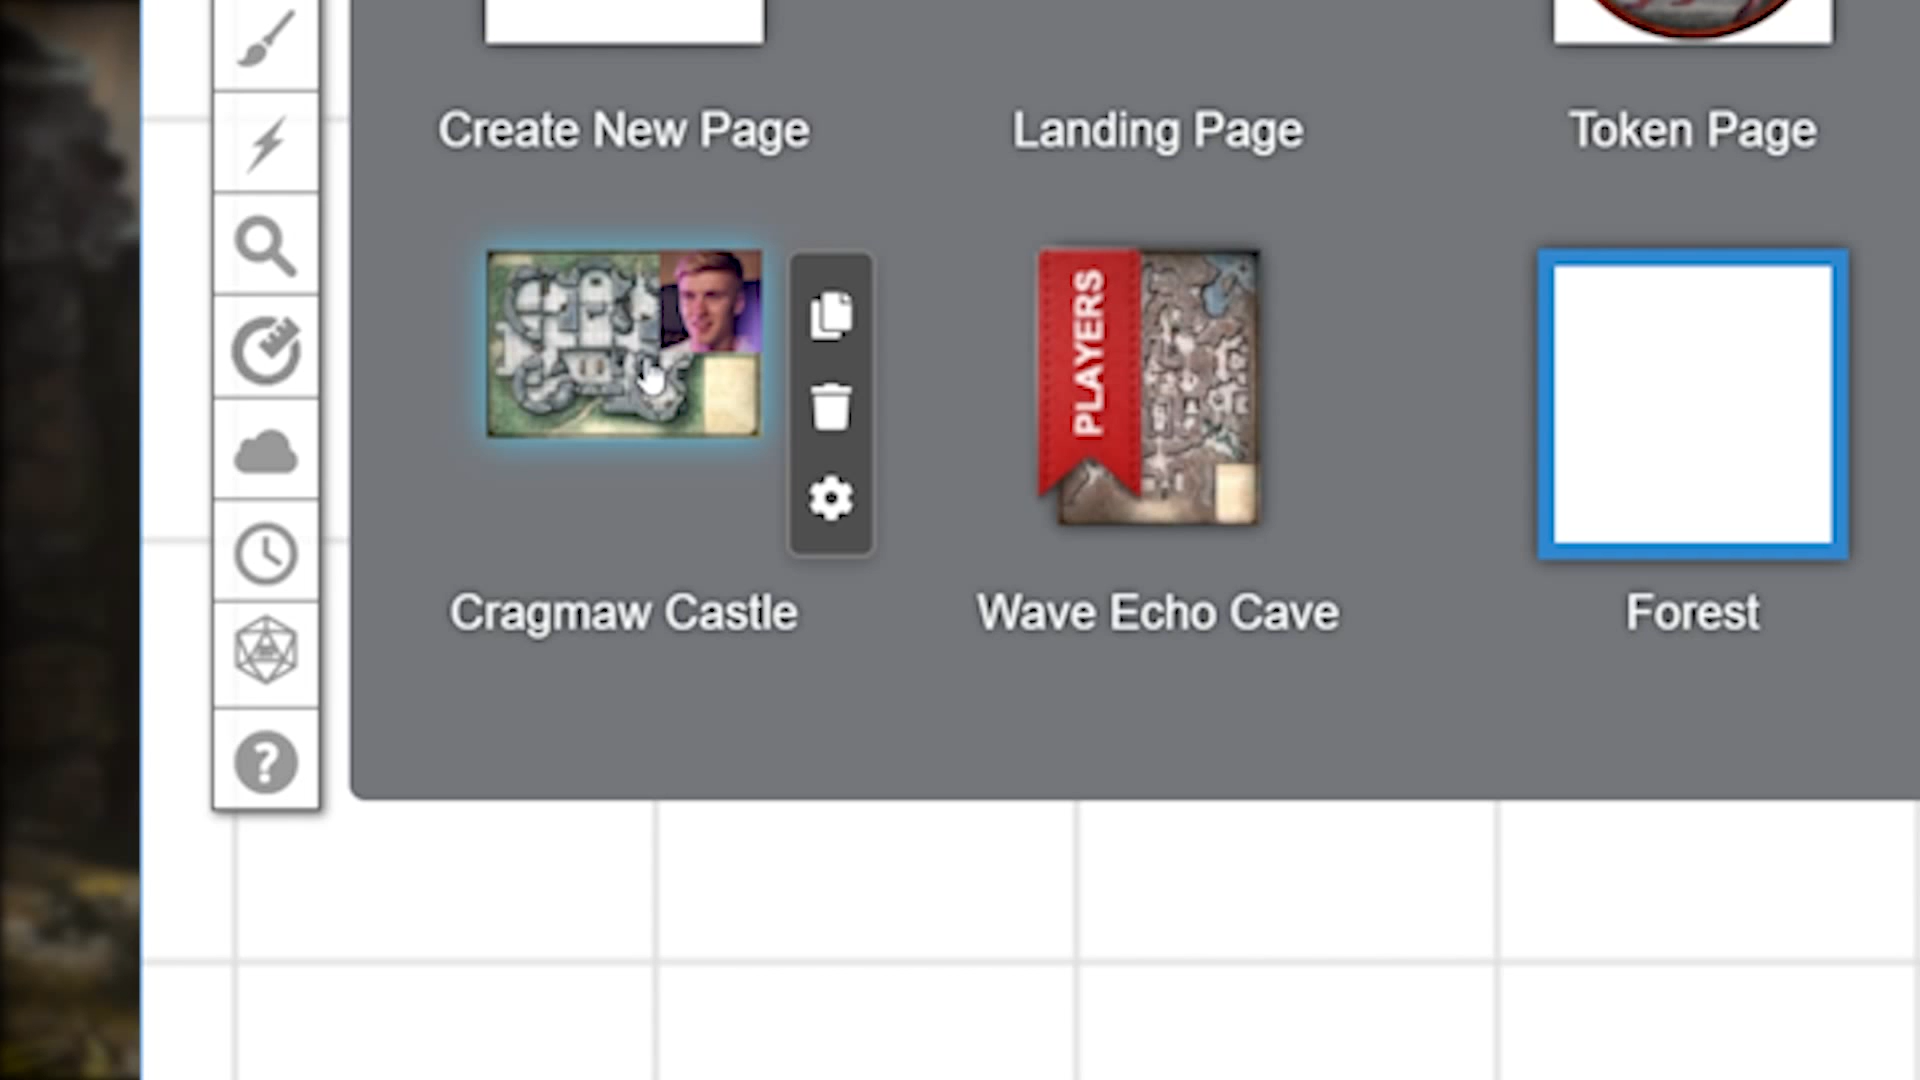 Create New Page
Landing Page
Token Page
PLAYERS
Cragmaw Castle
Wave Echo Cave
Forest
?